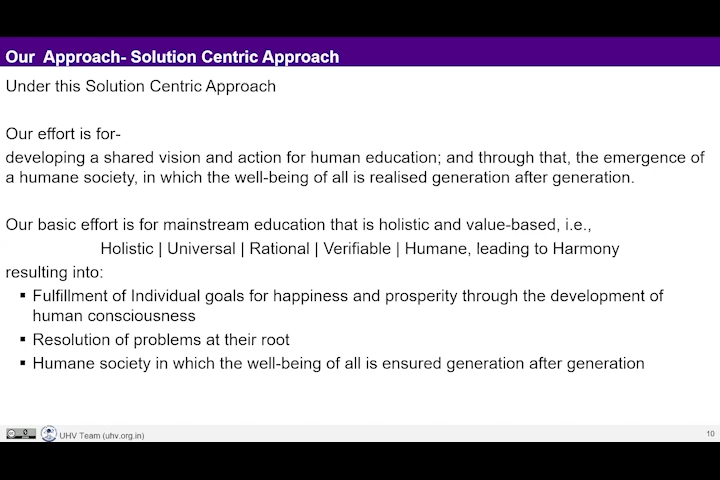 Our  Approach- Solution Centric Approach
Under this Solution Centric Approach
Our effort is for-
developing a shared vision and action for human education; and through that, the emergence of
a humane society, in which the well-being of all is realised generation after generation.
Our basic effort is for mainstream education that is holistic and value-based, i.e.,
Holistic | Universal | Rational | Verifiable | Humane, leading to Harmony
resulting into:
▪ Fulfillment of Individual goals for happiness and prosperity through the development of
human consciousness
▪ Resolution of problems at their root
▪ Humane society in which the well-being of all is ensured generation after generation
UHV Team (uhv.org.in)
10